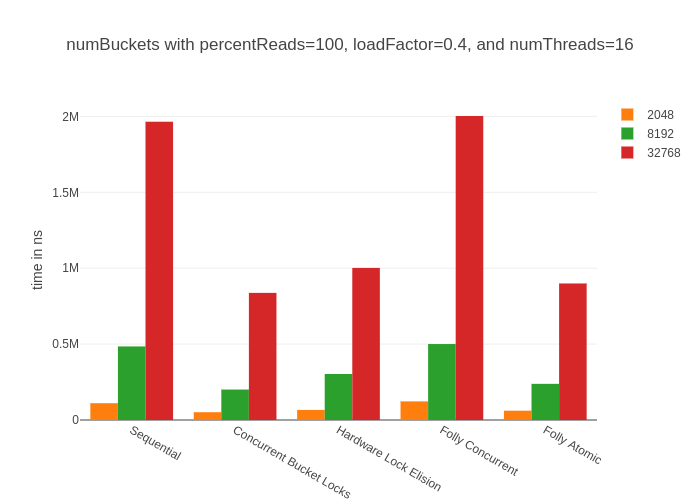 numBuckets with percentReads=100, loadFactor=0.4, and numThreads=16
2048
8192
32768
time in ns
2M
1.5M
1M
0.5M
0
Sequential
Concurrent Bucket Locks
Hardware Lock Elision
Folly Concurrent
Folly Atomic